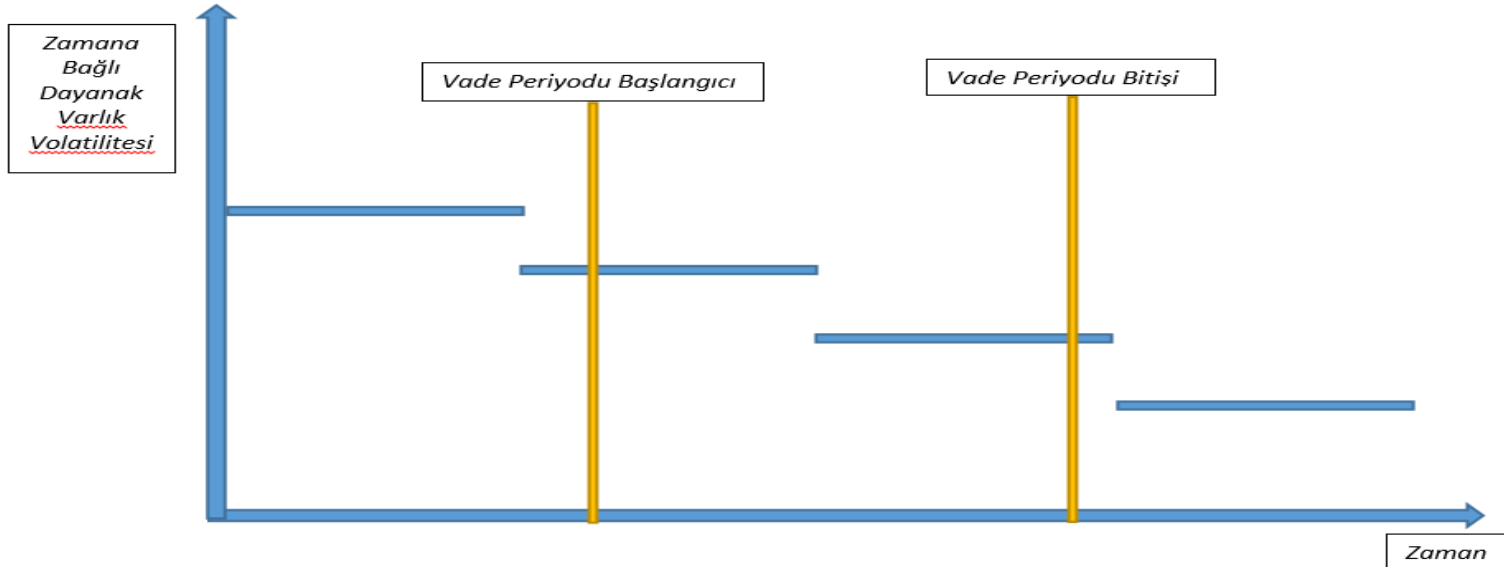 Zamana
Bağlı
Dayanak
Varlık
Volatilitesi
Vade Periyodu Başlangıcı
Vade Periyodu Bitişi
Zaman